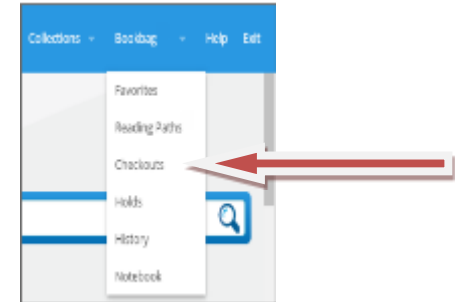 Collections Bookbag Help Exit
Favorites
Reading Paths
Checkouts
Holds
History
Notebook